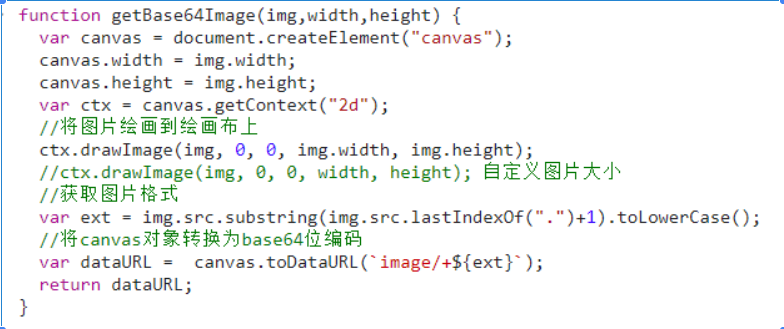 function getBase64Image(img,width,height) {
  var canvas = document.createElement("canvas");
  canvas.width = img.width;
  canvas.height = img.height;
  var ctx = canvas.getContext("2d");
  //将图片绘画到绘画布上
  ctx.drawImage(img, 0, 0, img.width, img.height);
  //ctx.drawImage(img, 0, 0, width, height); 自定义图片大小
  //获取图片格式
  var ext = img.src.substring(img.src.lastIndexOf(".")+1).toLowerCase();
  //将canvas对象转换为base64位编码
  var dataURL =  canvas.toDataURL(`image/+${ext}`);
  return dataURL;
}